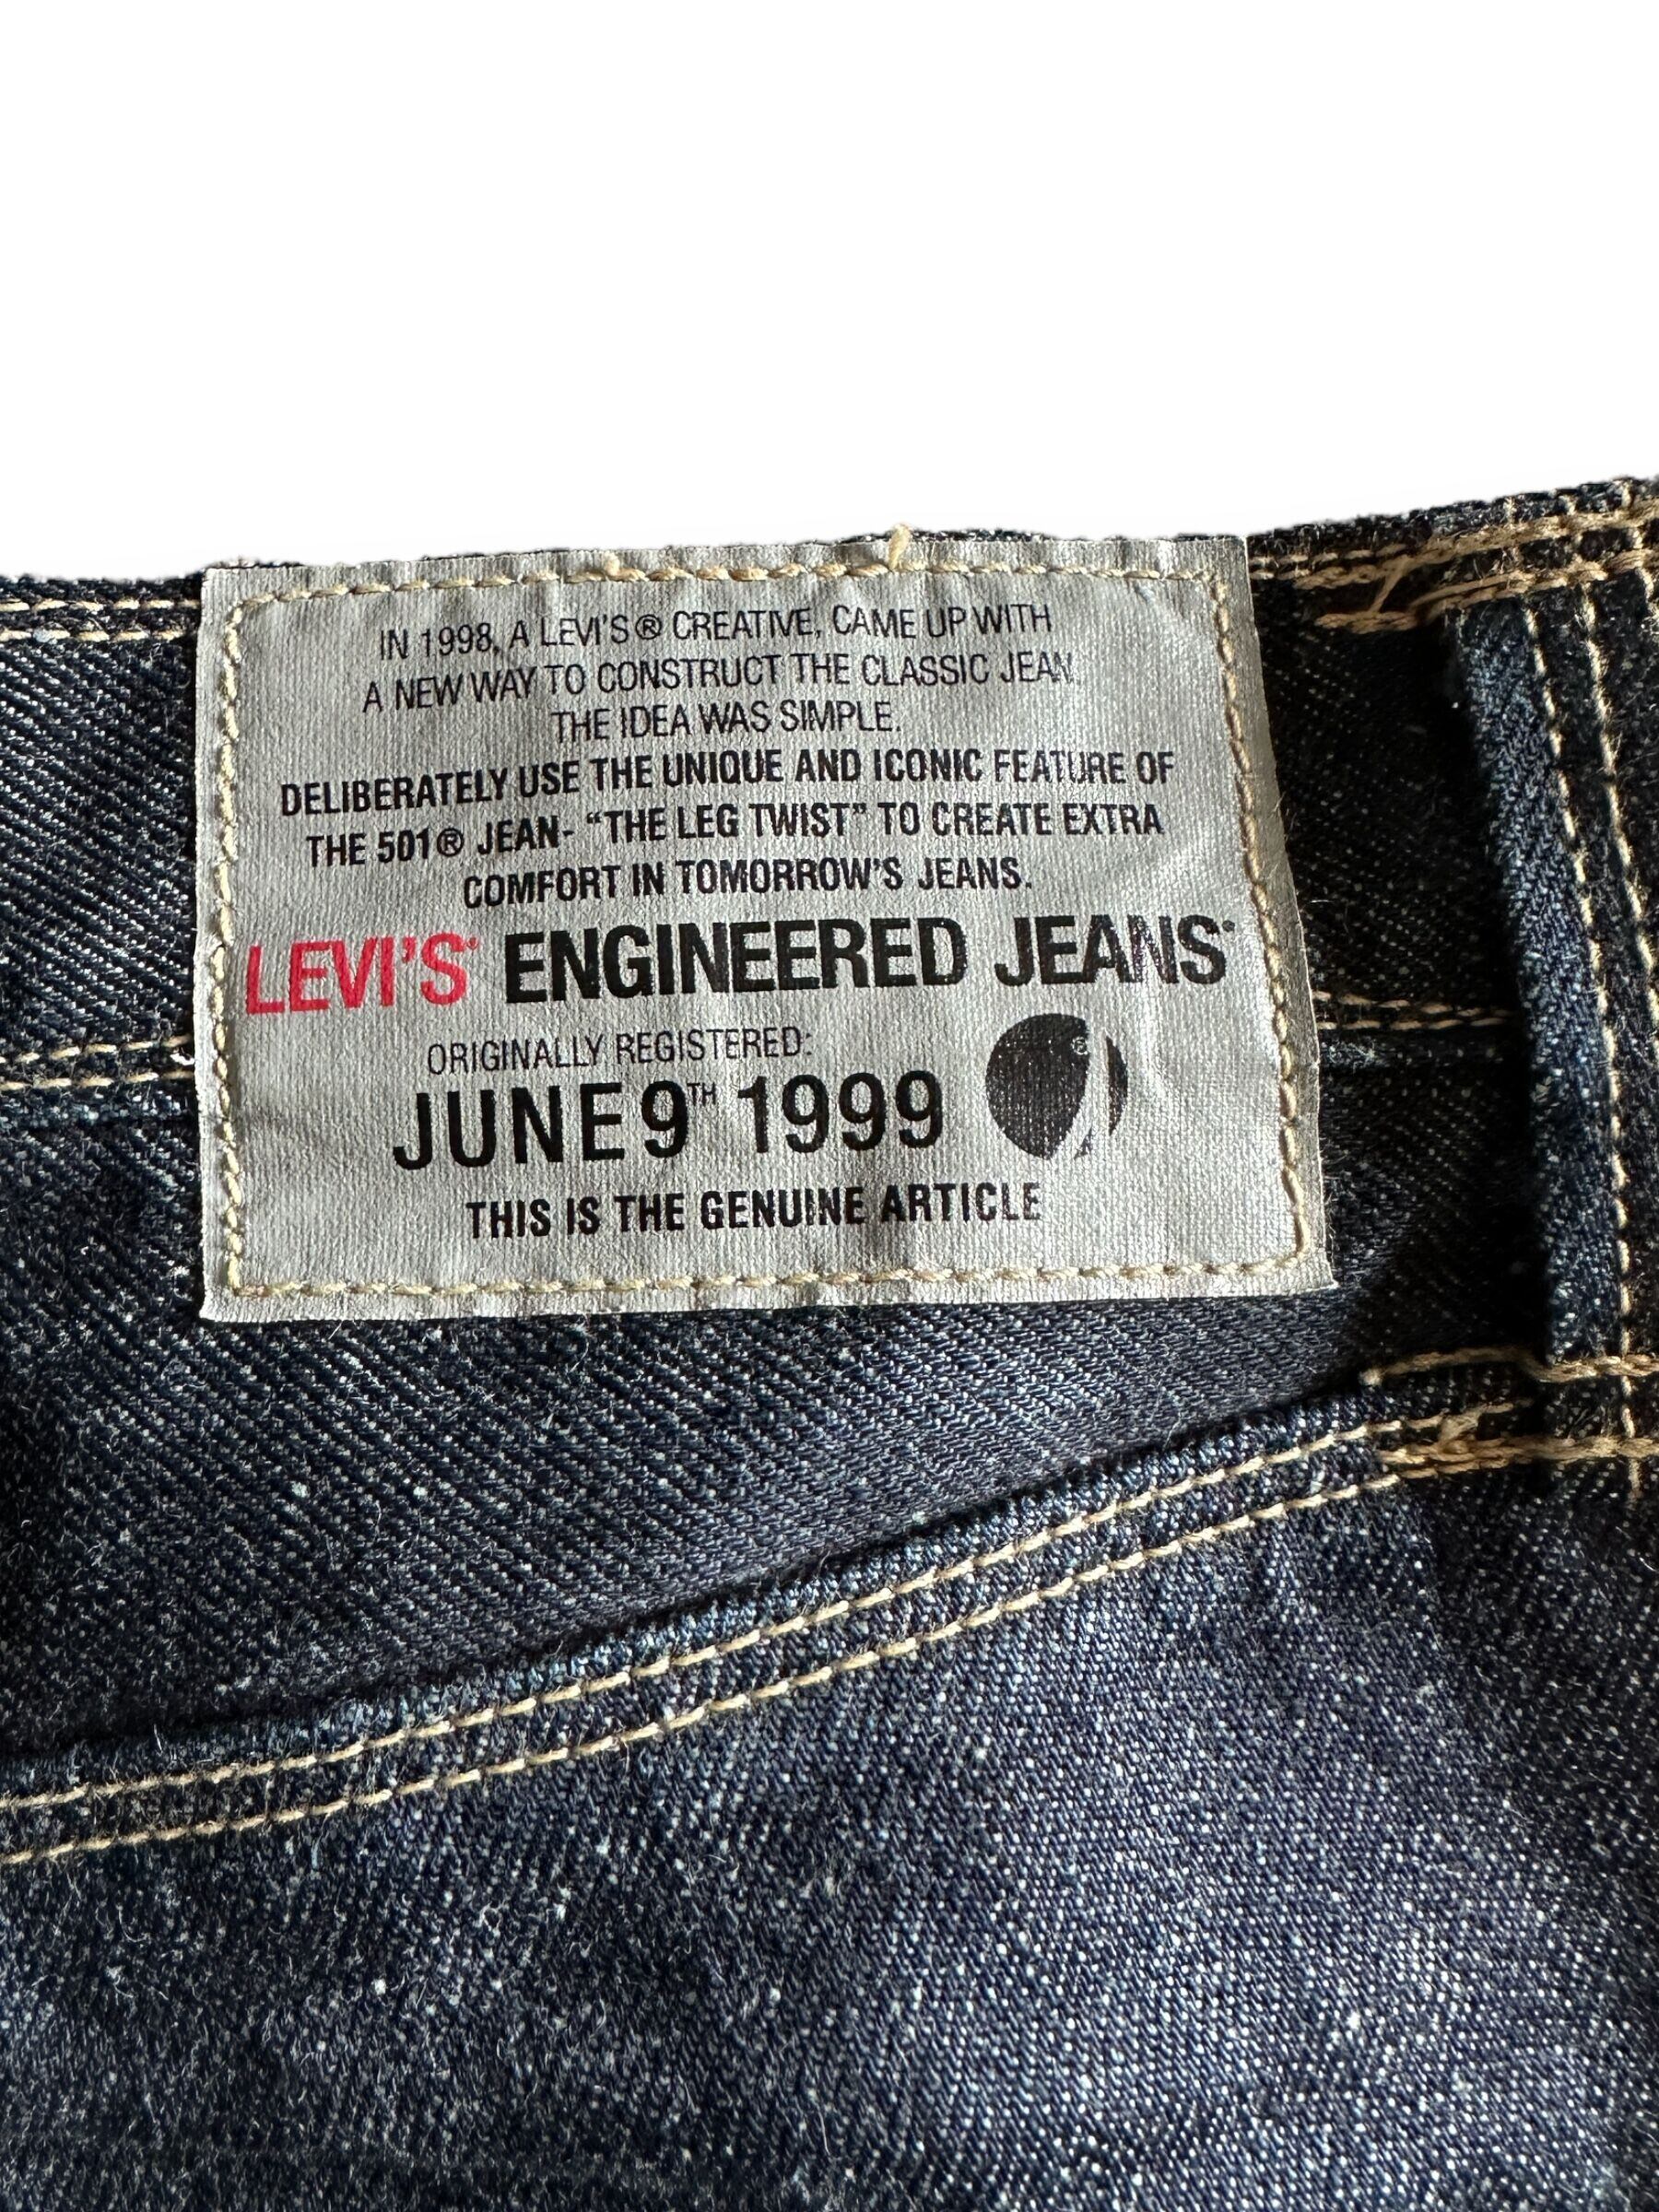 IN 1998, A LEVI'S® CREATIVE, CAME UP WITH
A NEW WAY TO CONSTRUCT THE CLASSIC JEAN.
THE IDEA WAS SIMPLE.
DELIBERATELY USE THE UNIQUE AND ICONIC FEATURE OF
THE 501® JEAN- “THE LEG TWIST” TO CREATE EXTRA
COMFORT IN TOMORROW'S JEANS.
LEVI'S® ENGINEERED JEANS®
ORIGINALLY REGISTERED:
JUNE 9TH 1999
®
THIS IS THE GENUINE ARTICLE